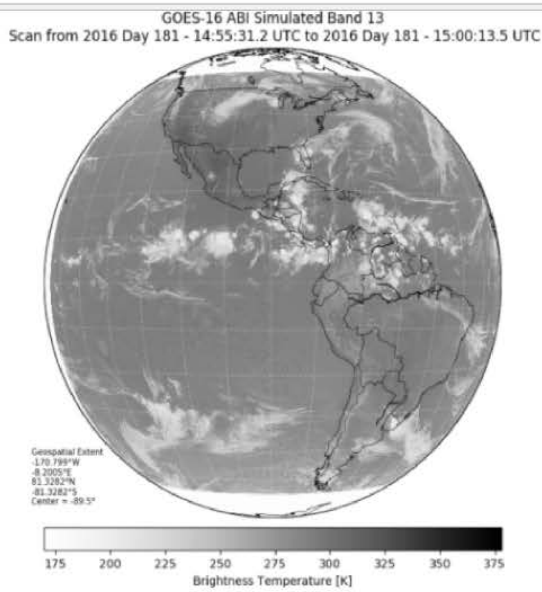 GOES-16 ABI Simulated Band 13
Scan from 2016 Day 181 - 14:55:31.2 UTC to 2016 Day 181 - 15:00:13.5 UTC
Geospatial Extent
-170.799°W
-8.2005°E
81.3282°N
-81.3282°S
Center = -89.5°
175 200 225 250 275 300 325 350 375
Brightness Temperature [K]